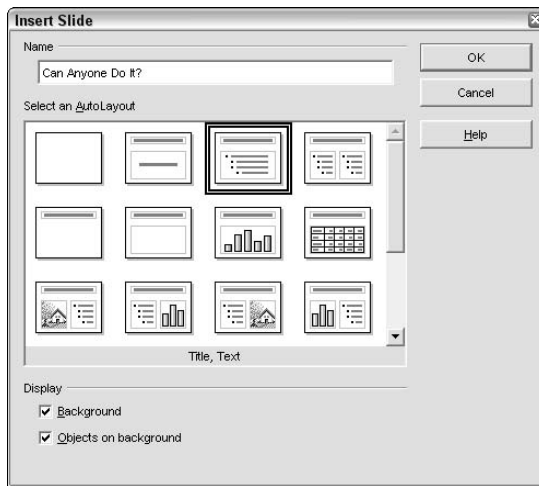 Insert Slide
Name
Can Anyone Do It?
OK
Cancel
Help
Select an AutoLayout
Title, Text
Display
Background
Objects on background